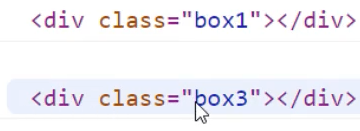 <div class="box1"></div>
<div class="box3"></div>